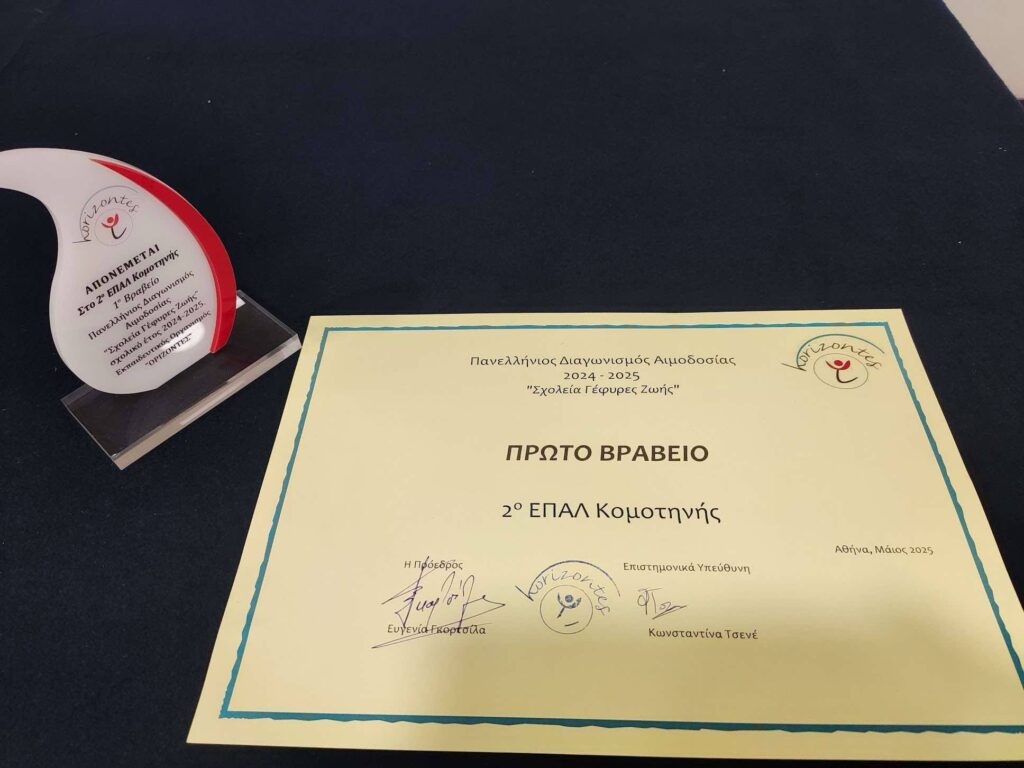 horizontes
ΑΠΟΝΕΜΕΤΑΙ
Στο 2ο ΕΠΑΛ Κομοτηνής
1ο Βραβείο
Πανελλήνιος Διαγωνισμός
Αιμοδοσίας
"Σχολεία Γέφυρες Ζωής"
σχολικό έτος 2024-2025.
Εκπαιδευτικός Οργανισμός
"ΟΡΙΖΟΝΤΕΣ"
Πανελλήνιος Διαγωνισμός Αιμοδοσίας
2024 - 2025
"Σχολεία Γέφυρες Ζωής"
horizontes
ΠΡΩΤΟ ΒΡΑΒΕΙΟ
2ο ΕΠΑΛ Κομοτηνής
Αθήνα, Μάιος 2025
Η Πρόεδρος
Επιστημονικά Υπεύθυνη
horizontes
Ευγενία Γκορτσίλα
Κωνσταντίνα Τσενέ